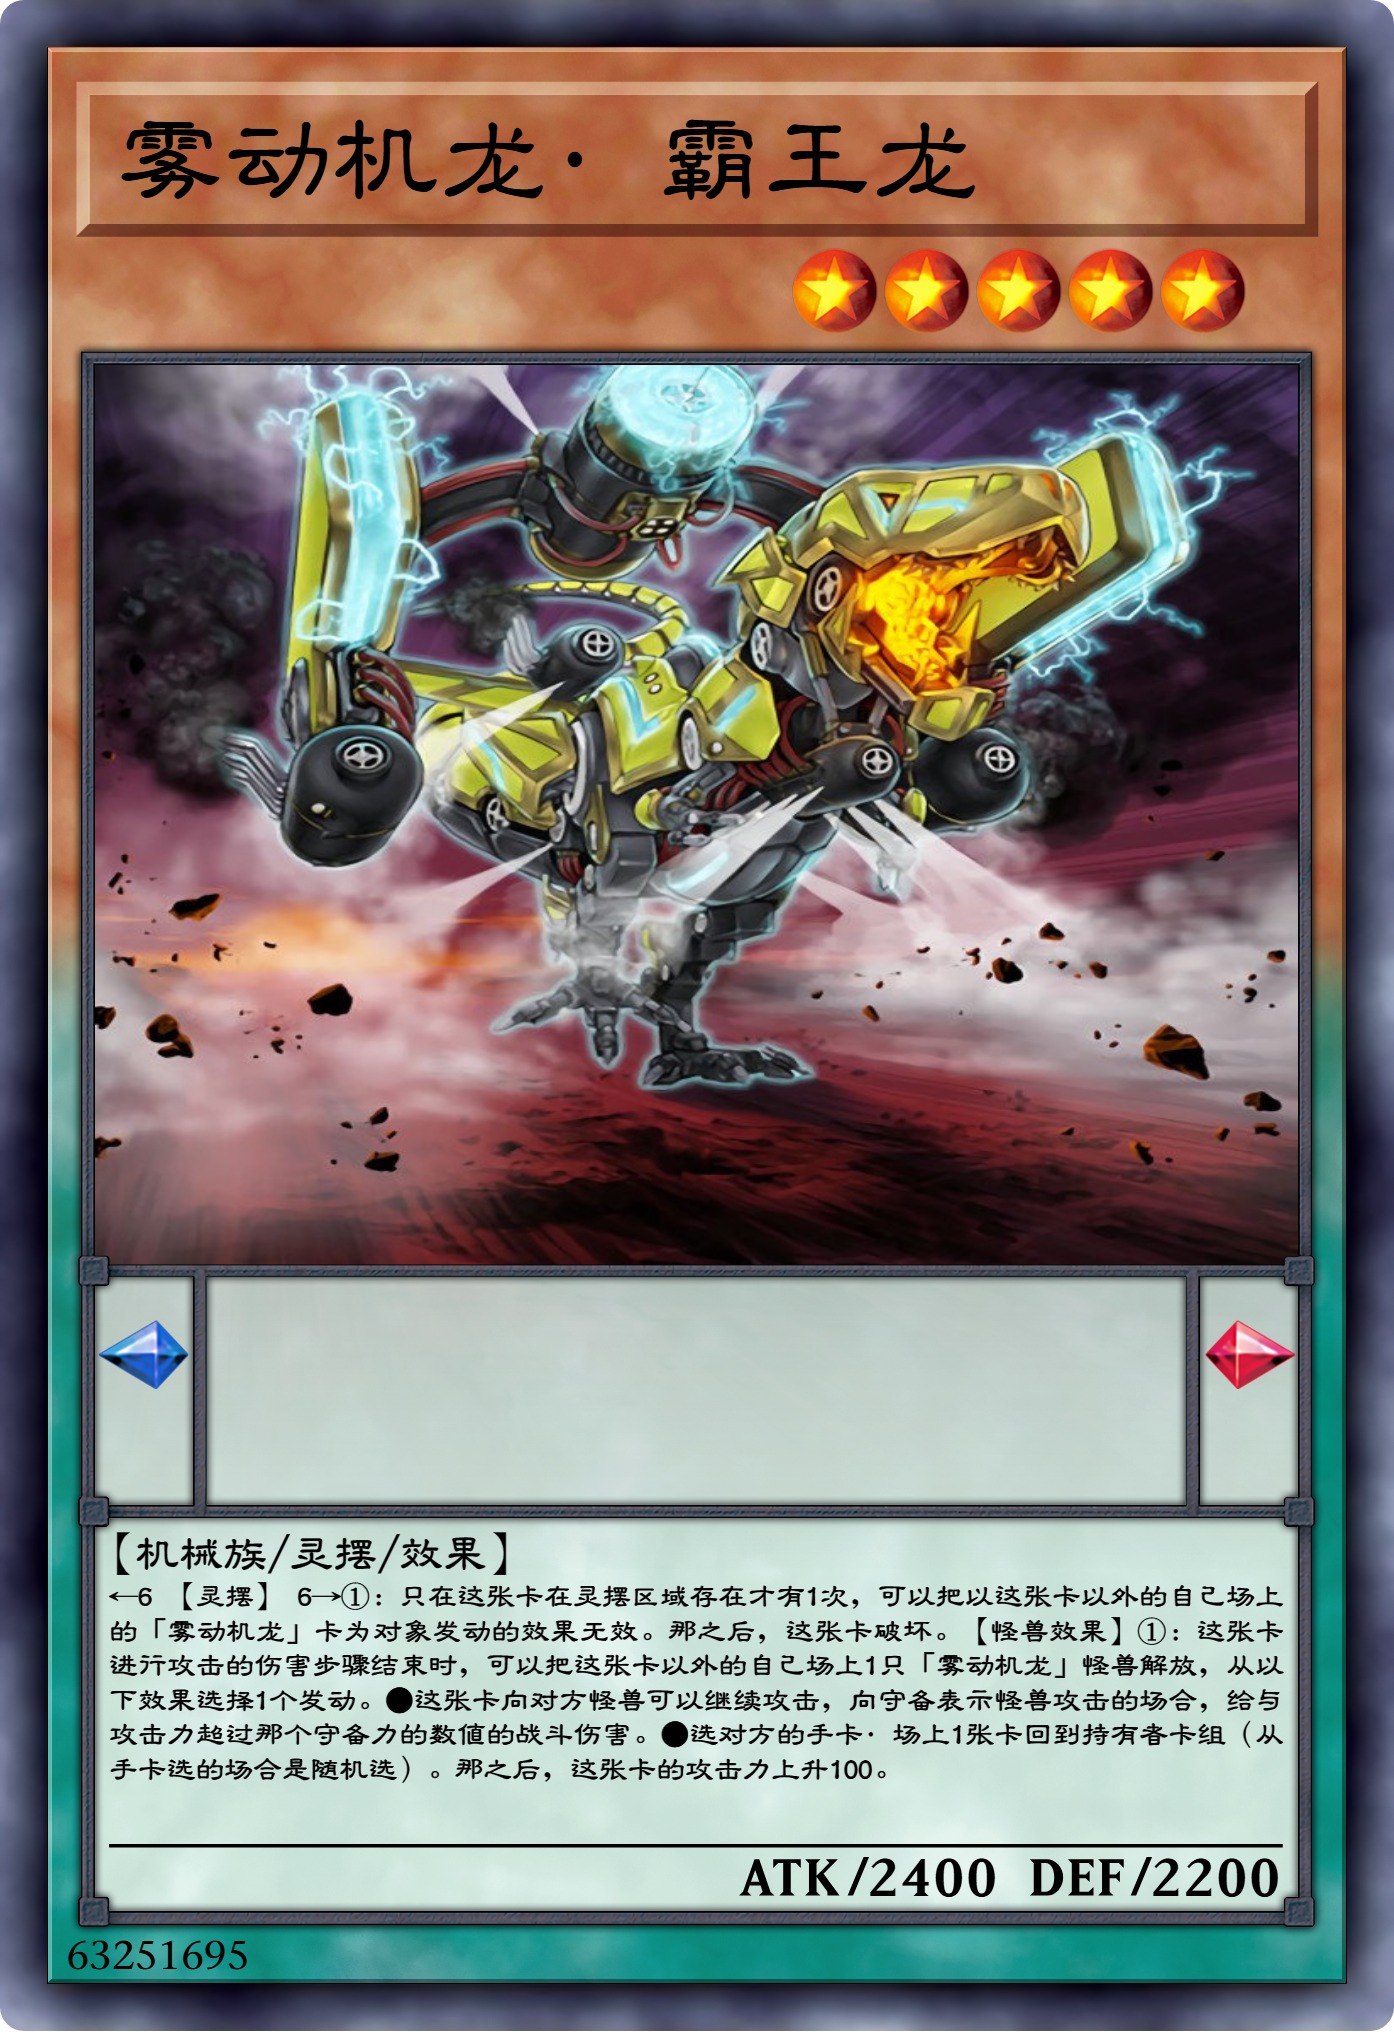 雾动机龙·霸王龙
【机械族/灵摆/效果】
←6 【灵摆】 6→①：只在这张卡在灵摆区域存在才有1次，可以把以这张卡以外的自己场上
的「雾动机龙」卡为对象发动的效果无效。那之后，这张卡破坏。【怪兽效果】①：这张卡
进行攻击的伤害步骤结束时，可以把这张卡以外的自己场上1只「雾动机龙」怪兽解放，从以
下效果选择1个发动。●这张卡向对方怪兽可以继续攻击，向守备表示怪兽攻击的场合，给与
攻击力超过那个守备力的数值的战斗伤害。●选对方的手卡·场上1张卡回到持有者卡组（从
手卡选的场合是随机选）。那之后，这张卡的攻击力上升100。
ATK/2400 DEF/2200
63251695